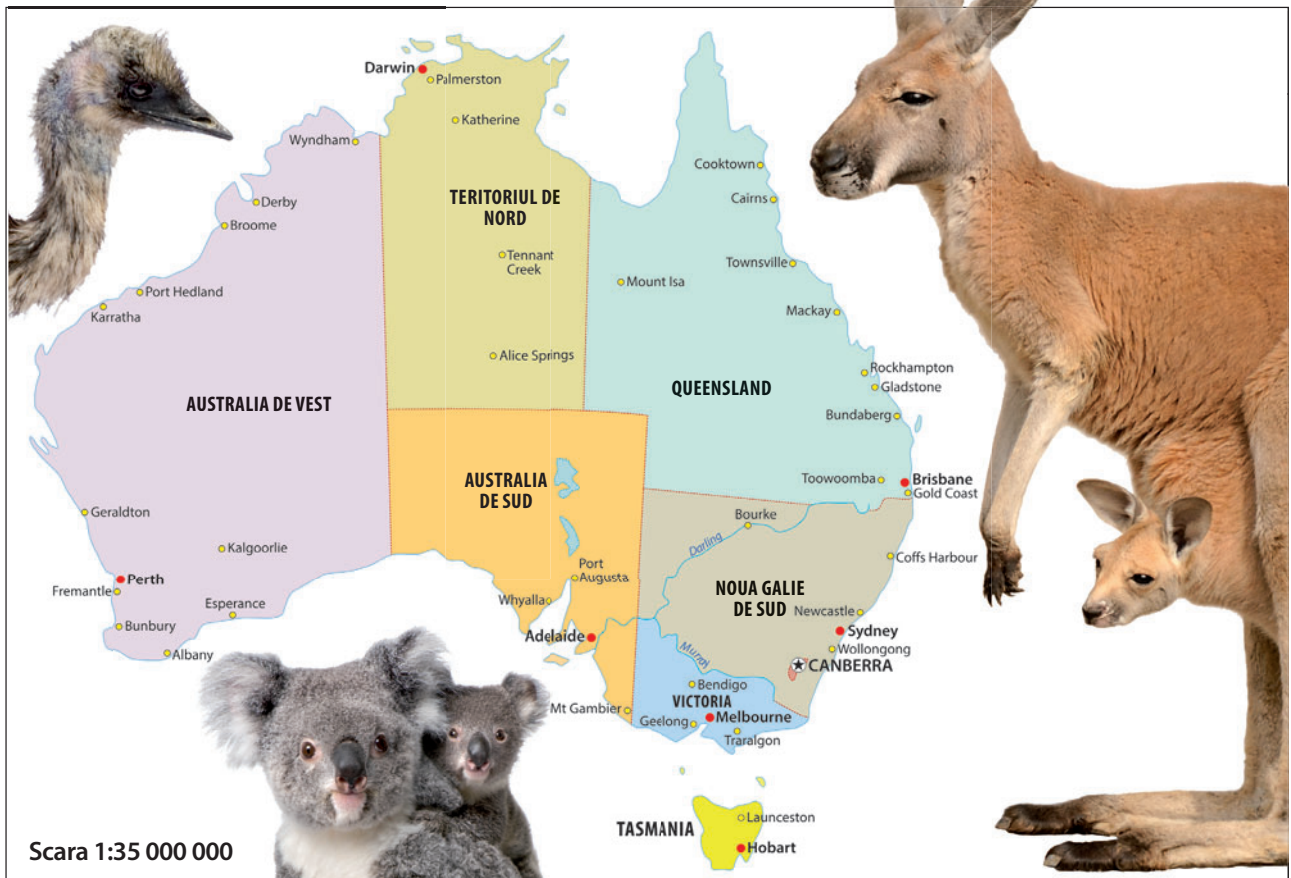 Darwin
Palmerston
Katherine
Wyndham
Cooktown
TERITORIUL DE
NORD
Cairns
Derby
Broome
Tennant
Creek
Townsville
Mount Isa
Port Hedland
Karratha
Mackay
Alice Springs
Rockhampton
Gladstone
QUEENSLAND
AUSTRALIA DE VEST
Bundaberg
AUSTRALIA
DE SUD
Toowoomba
Brisbane
Gold Coast
Geraldton
Bourke
Darling
Kalgoorlie
Coffs Harbour
Port
Augusta
Perth
Fremantle
NOUA GALIE
DE SUD
Whyalla
Esperance
Newcastle
Bunbury
Adelaide
Sydney
Wollongong
Albany
CANBERRA
Bendigo
VICTORIA
Mt Gambier
Geelong
Melbourne
Traralgon
Launceston
TASMANIA
Hobart
Scara 1:35 000 000